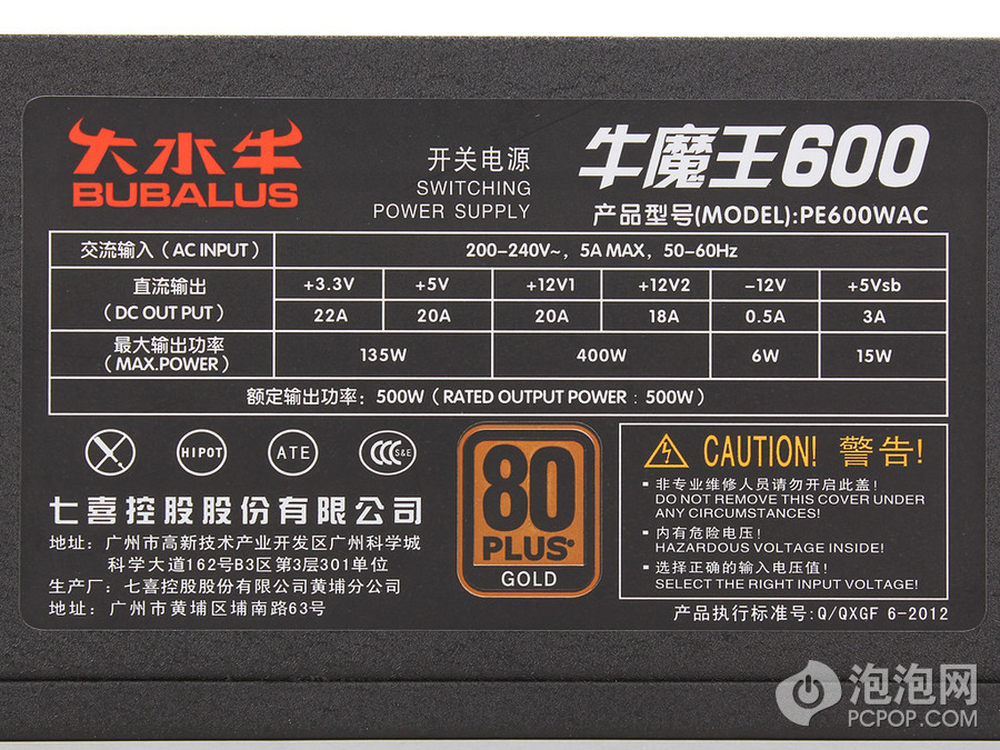 大水牛
BUBALUS
开关电源
SWITCHING
POWER SUPPLY
牛魔王600
产品型号(MODEL):PE600WAC
交流输入(AC INPUT) 200-240V~, 5A MAX, 50-60Hz
直流输出 +3.3V +5V +12V1 +12V2 -12V +5Vsb
(DC OUT PUT) 22A 20A 20A 18A 0.5A 3A
最大输出功率
(MAX.POWER) 135W 400W 6W 15W
额定输出功率: 500W(RATED OUTPUT POWER : 500W)
HIPOT ATE S&E
七喜控股股份有限公司
地址: 广州市高新技术产业开发区广州科学城
科学大道162号B3区第3层301单位
生产厂: 七喜控股股份有限公司黄埔分公司
地址: 广州市黄埔区埔南路63号
80
PLUS
GOLD
CAUTION! 警告!
非专业维修人员请勿开启此盖!
DO NOT REMOVE THIS COVER UNDER
ANY CIRCUMSTANCES!
内有危险电压!
HAZARDOUS VOLTAGE INSIDE!
选择正确的输入电压值!
SELECT THE RIGHT INPUT VOLTAGE!
产品执行标准号:Q/QXGF 6-2012
泡泡网
PCPOP.COM